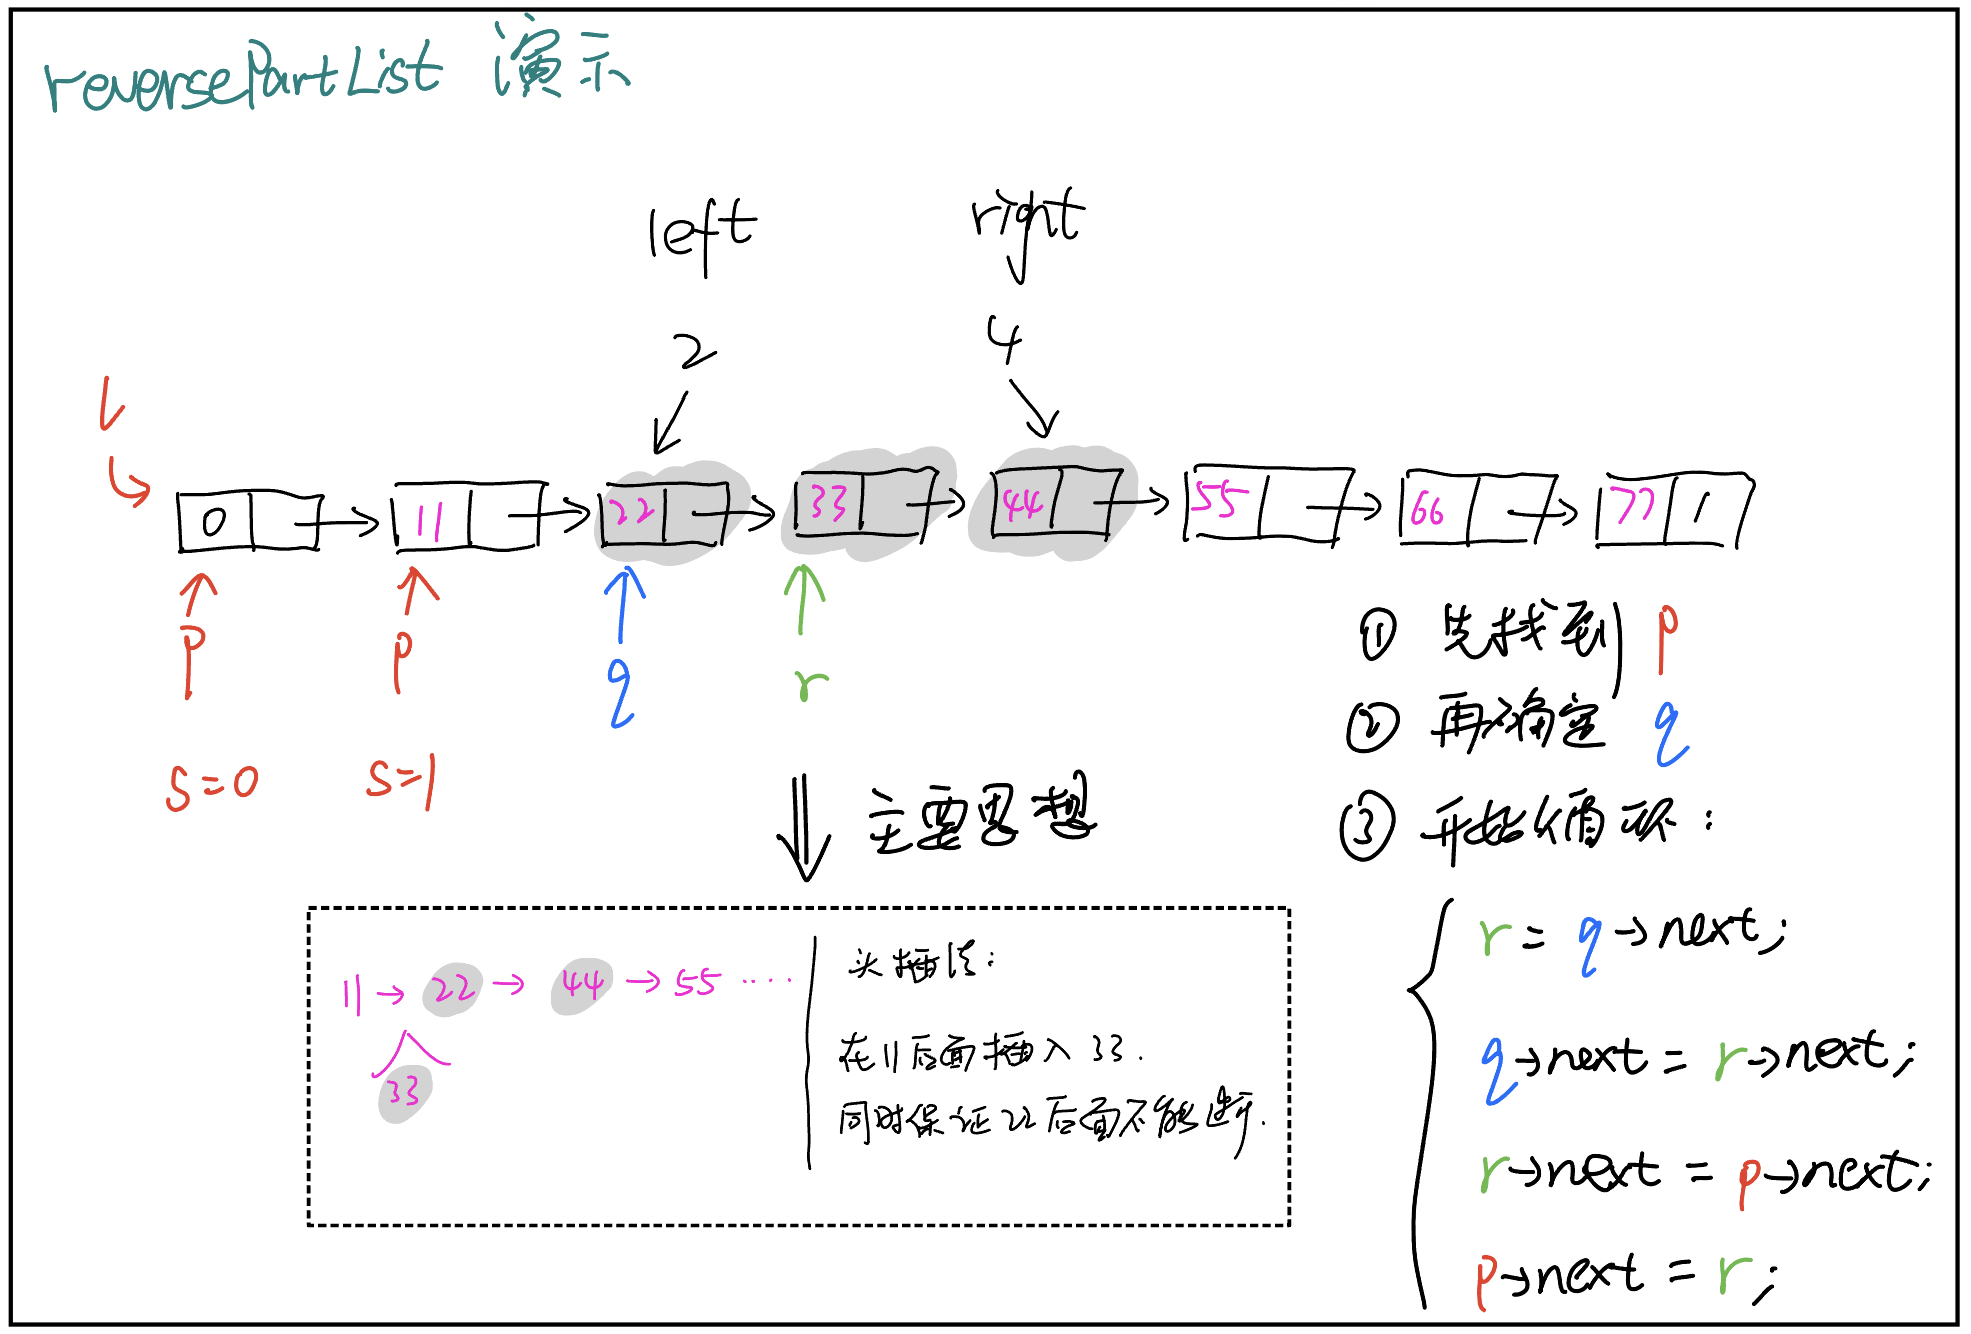 reversePartList 演示
left
right
2
4
L
0 11 22 33 44 55 66 77
p p q r
s=0 s=1
① 先找到 p
② 再确定 q
③ 开始循环:
主要思想
r = q→next;
q→next = r→next;
r→next = p→next;
p→next = r;
11 → 22 → 44 → 55 ····
33
头插法:
在11后面插入33.
同时保证22后面不能断.